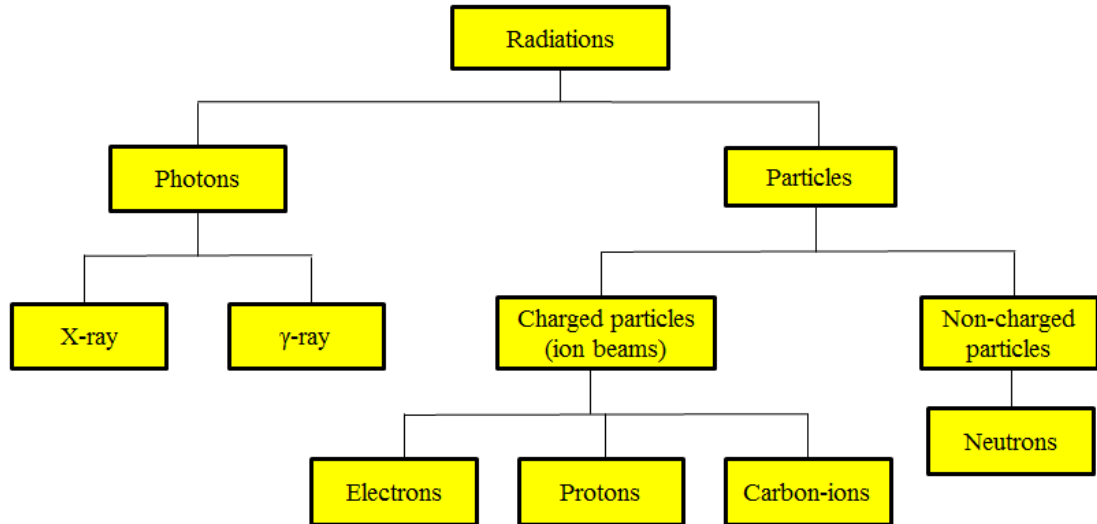 Radiations
Photons
Particles
X-ray
γ-ray
Charged particles
(ion beams)
Non-charged
particles
Electrons
Protons
Carbon-ions
Neutrons